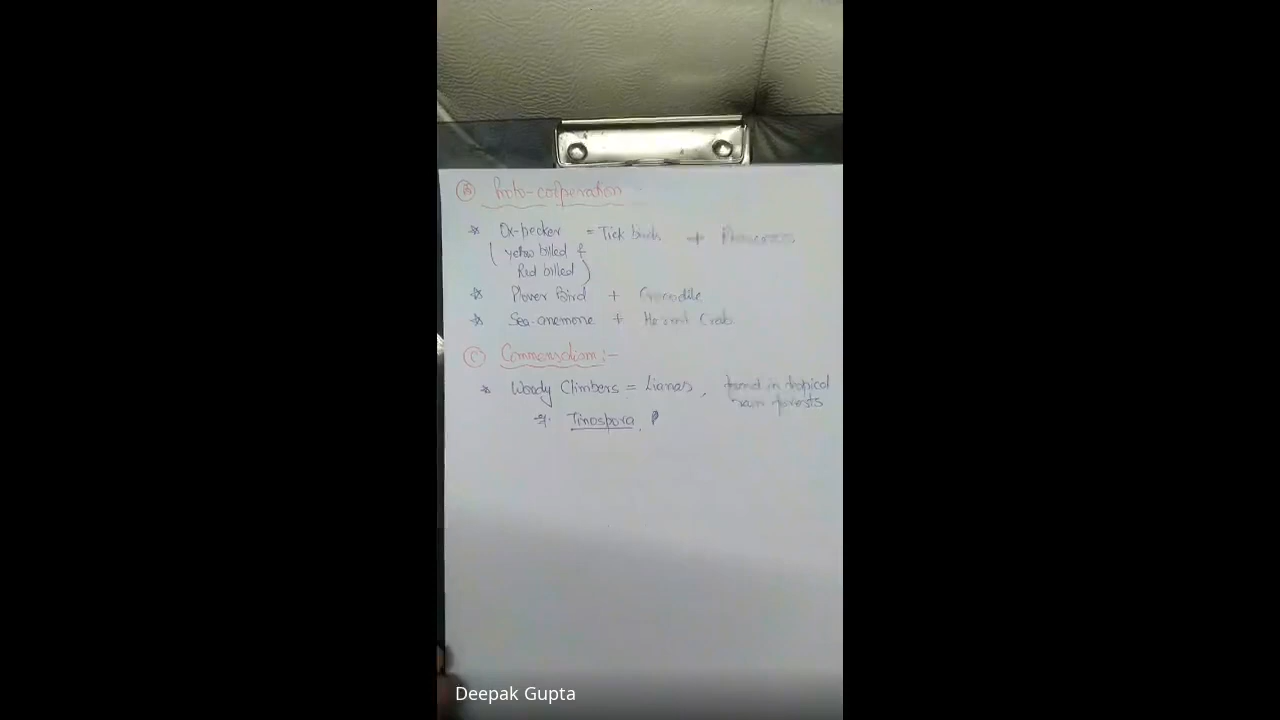 Ⓑ Proto-cooperation
* Ox-pecker = Tick birds +
( yellow billed &
Red billed )
* Plover Bird + Crocodile
* Sea-anemone + Hermit Crab
Ⓒ Commensalism :-
* Woody Climbers = Lianas, found in tropical
rain forests
eg. Tinospora, P
Deepak Gupta